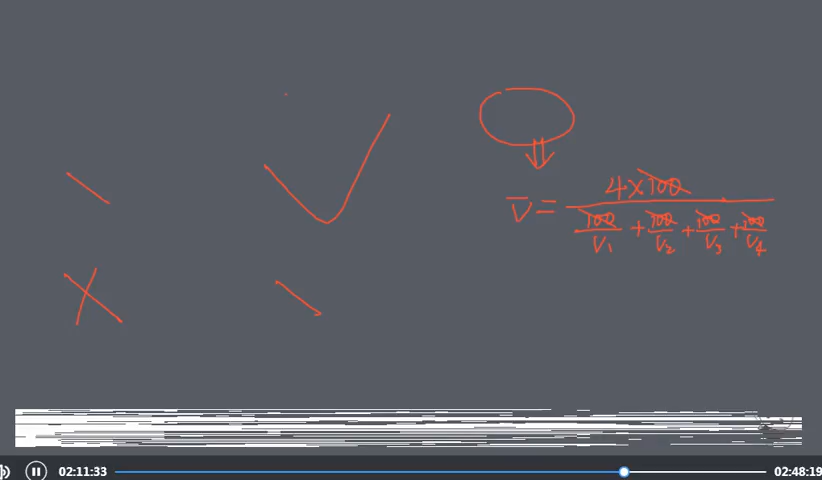 V̄ = 4×100 / (100/V₁ + 100/V₂ + 100/V₃ + 100/V₄)
02:11:33 02:48:19